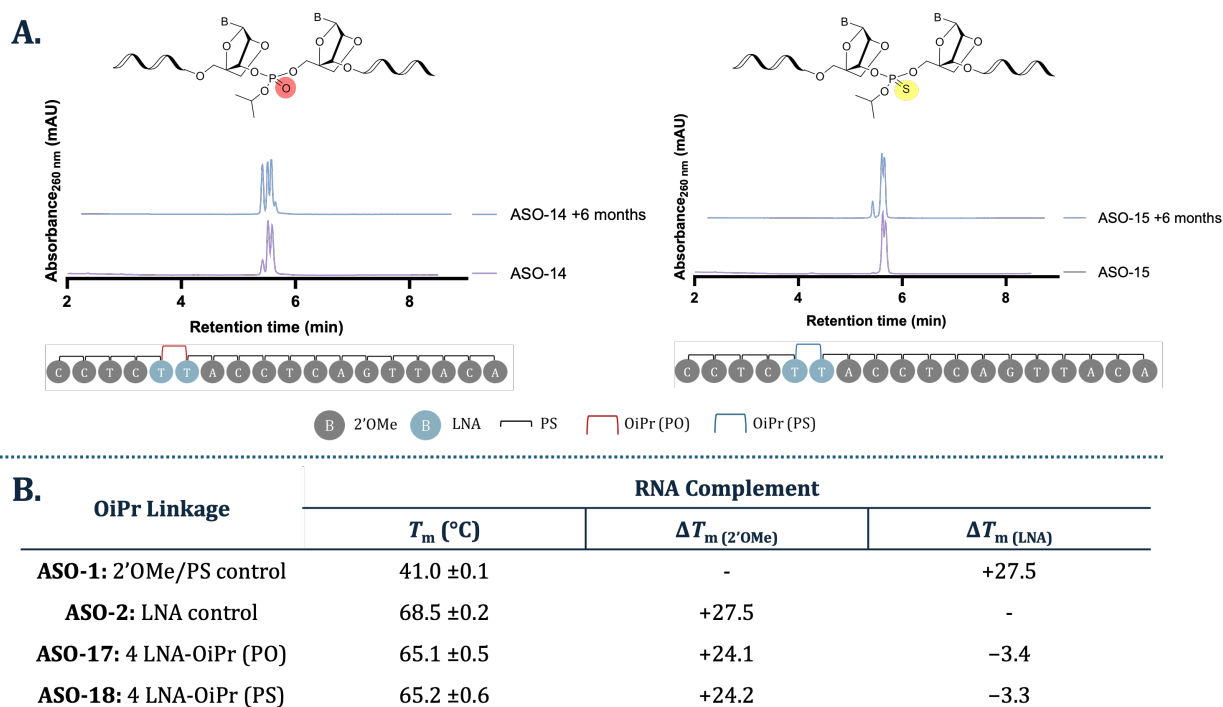 A.
B
B
O
O
O
O
O
P
O
O
O
O
B
B
O
O
O
O
O
P
O
S
O
O
Absorbance260 nm (mAU)
ASO-14 +6 months
ASO-14
2 4 6 8
Retention time (min)
Absorbance260 nm (mAU)
ASO-15 +6 months
ASO-15
2 4 6 8
Retention time (min)
C C T C T T A C C T C A G T T A C A
C C T C T T A C C T C A G T T A C A
B 2'OMe B LNA PS OiPr (PO) OiPr (PS)
B.
OiPr Linkage
RNA Complement
Tm (°C) ΔTm (2'OMe) ΔTm (LNA)
ASO-1: 2'OMe/PS control 41.0 ±0.1 - +27.5
ASO-2: LNA control 68.5 ±0.2 +27.5 -
ASO-17: 4 LNA-OiPr (PO) 65.1 ±0.5 +24.1 −3.4
ASO-18: 4 LNA-OiPr (PS) 65.2 ±0.6 +24.2 −3.3